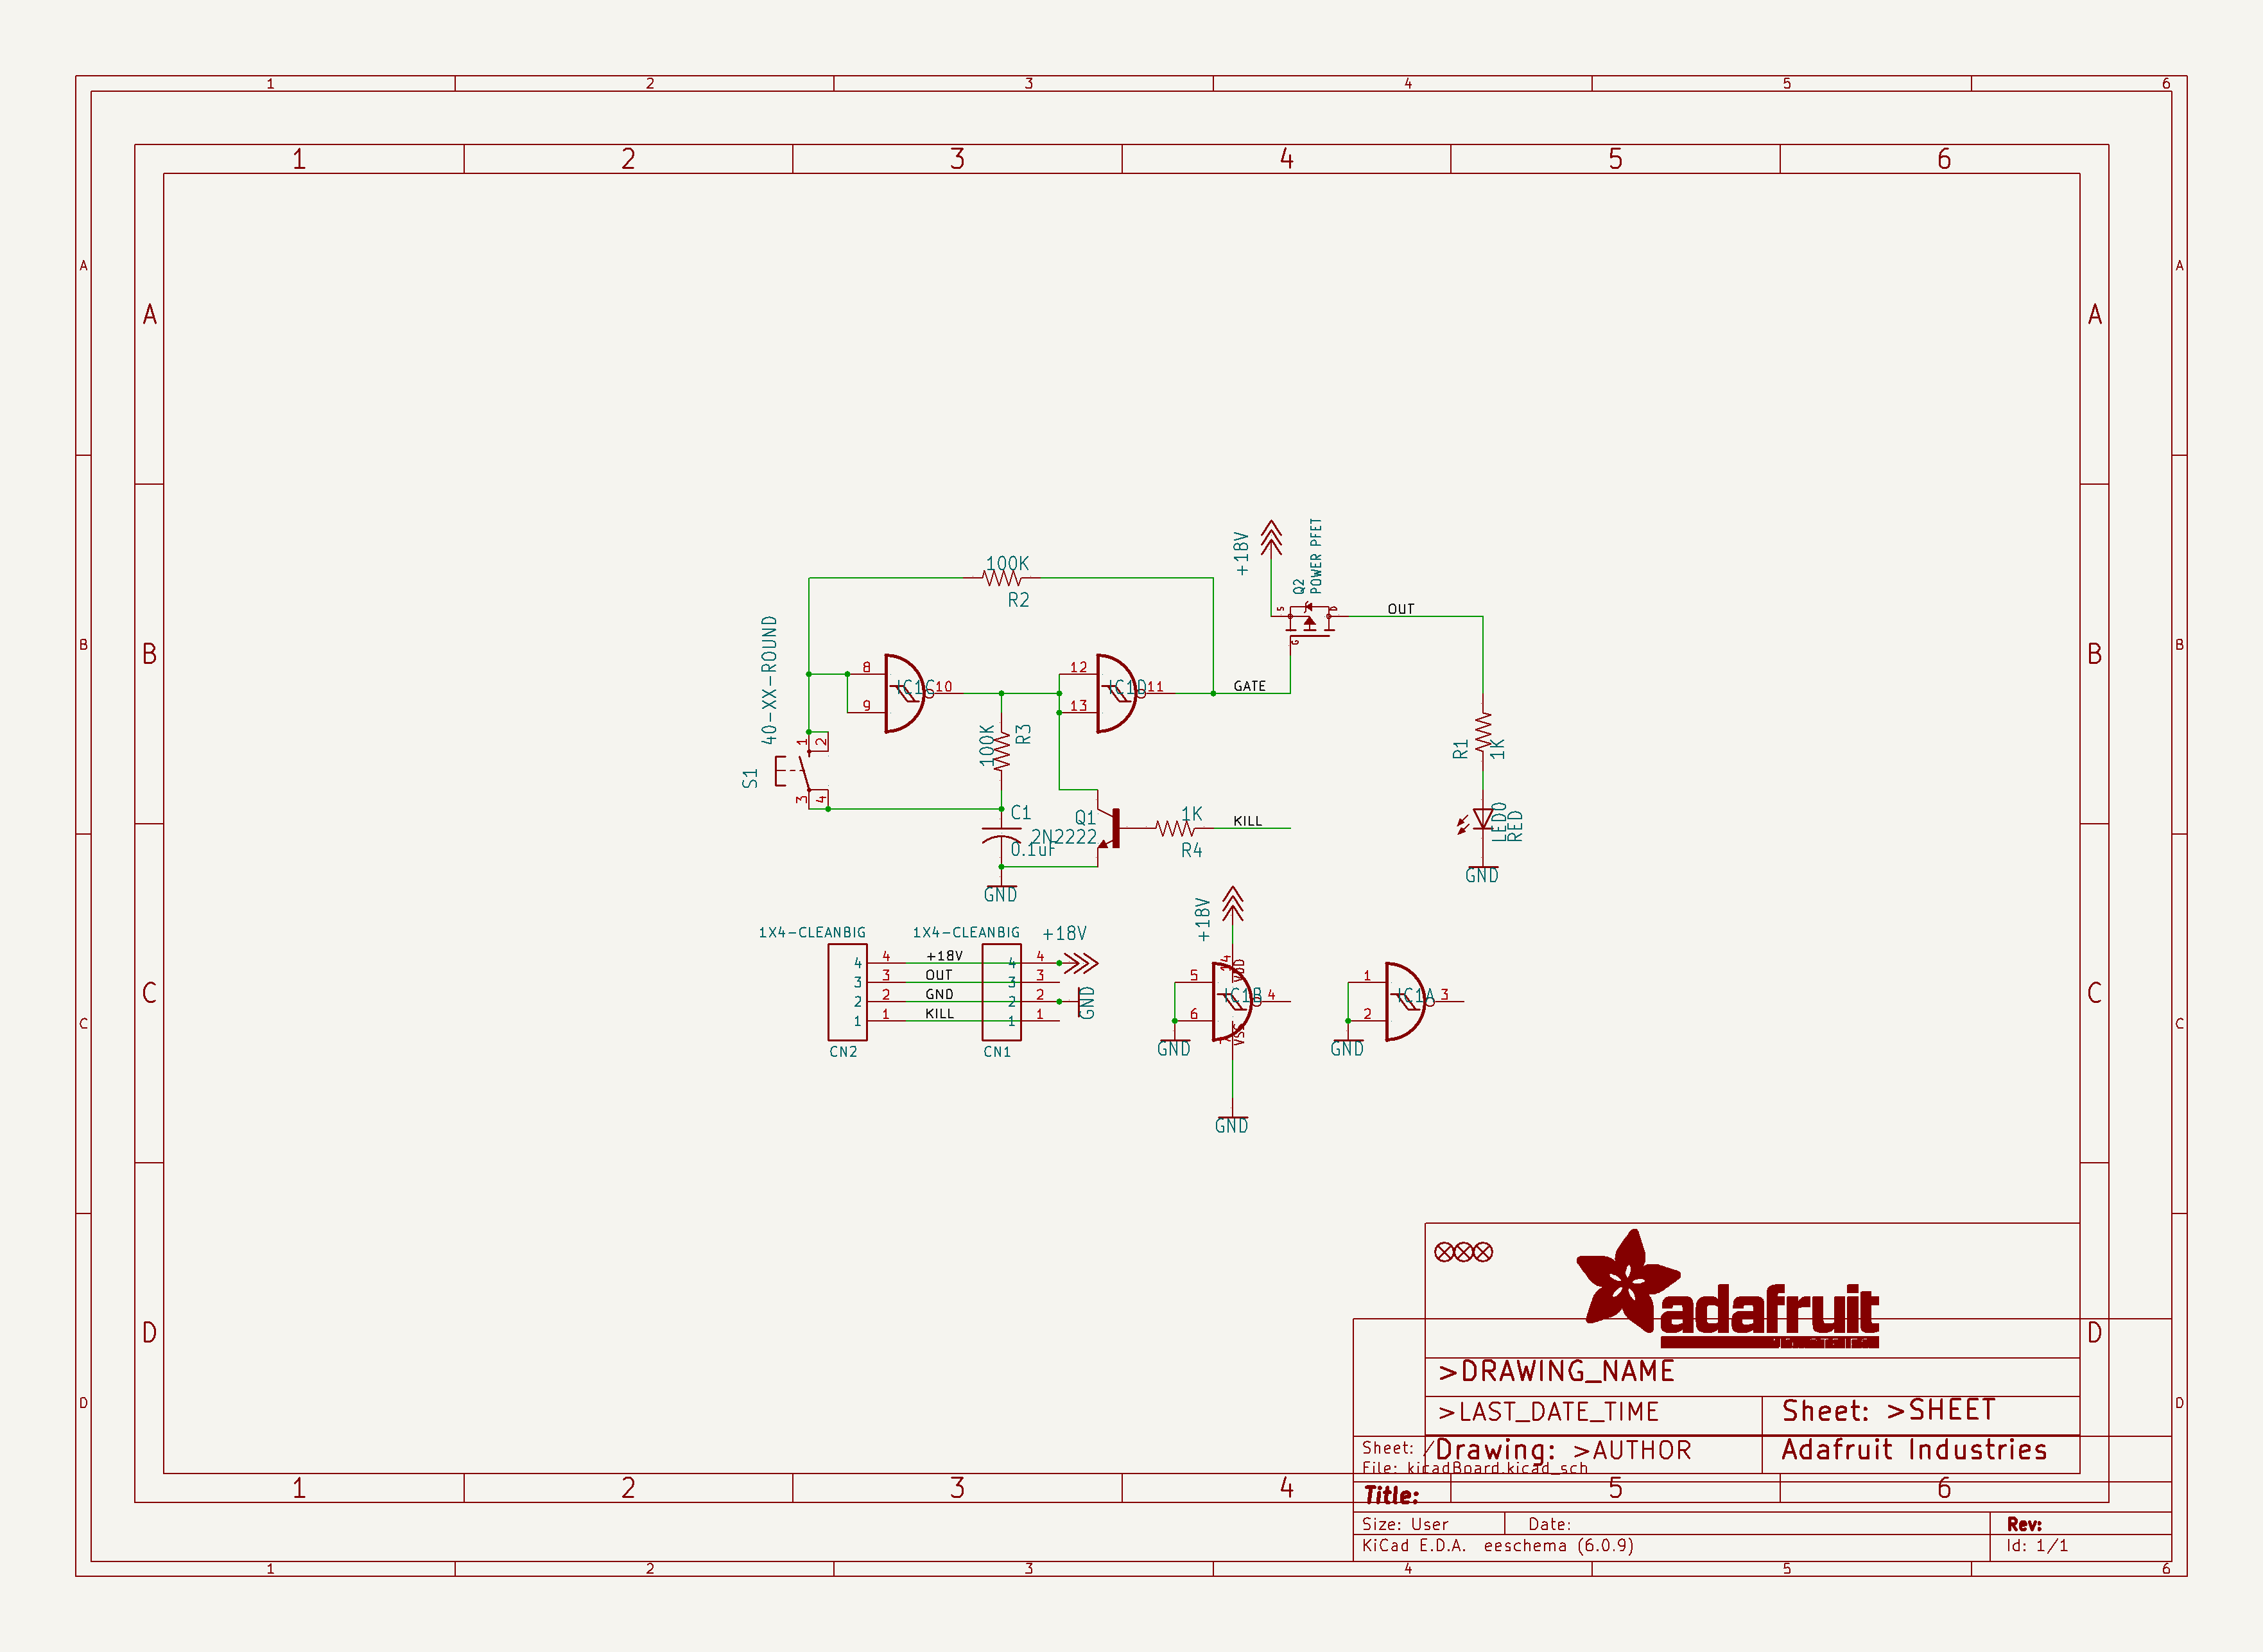 1 2 3 4 5 6
1 2 3 4 5 6
A A A A
+18V
Q2
POWER PFET
100K
R2
S D
G
OUT
40-XX-ROUND
B B B B
8
9
IC1C
10
12
13
IC1D
11
GATE
100K
R3
1 2
S1
3 4
R1
1K
C1
0.1uF
Q1
2N2222
1K
R4
KILL
LED0
RED
GND
GND
1X4-CLEANBIG
1X4-CLEANBIG
+18V
+18V
4 4 +18V 4 4
3 3 OUT 3 3
2 2 GND 2 2
1 1 KILL 1 1
GND
CN2
CN1
C C C C
14
VDD
5
6
IC1B
4
VSS
7
GND
GND
1
2
IC1A
3
GND
adafruit
D D D D
>DRAWING_NAME
>LAST_DATE_TIME
Sheet: >SHEET
Sheet: /
Drawing: >AUTHOR
Adafruit Industries
File: kicadBoard.kicad_sch
1 2 3 4 5 6
Title:
Size: User
Date:
Rev:
KiCad E.D.A. eeschema (6.0.9)
Id: 1/1
1 2 3 4 5 6